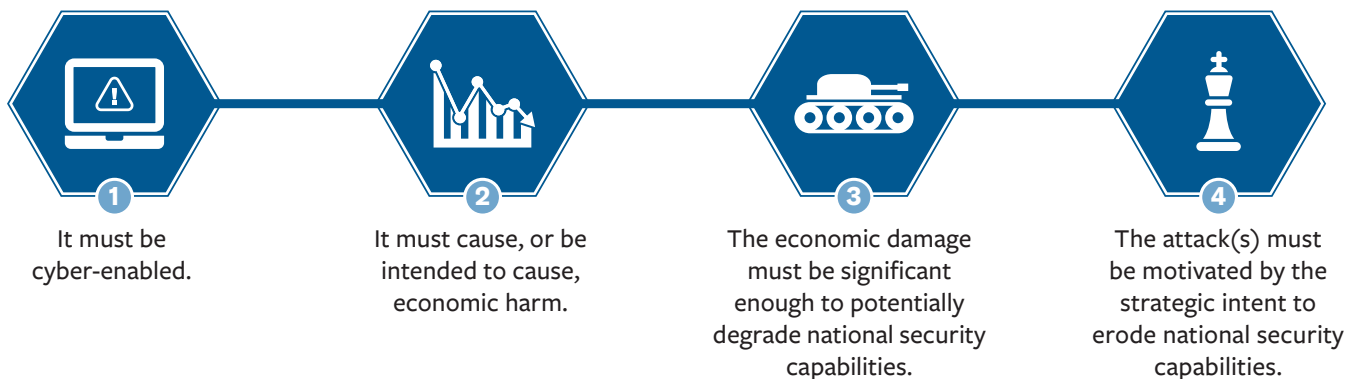 1
It must be
cyber-enabled.
2
It must cause, or be
intended to cause,
economic harm.
3
The economic damage
must be significant
enough to potentially
degrade national security
capabilities.
4
The attack(s) must
be motivated by the
strategic intent to
erode national security
capabilities.